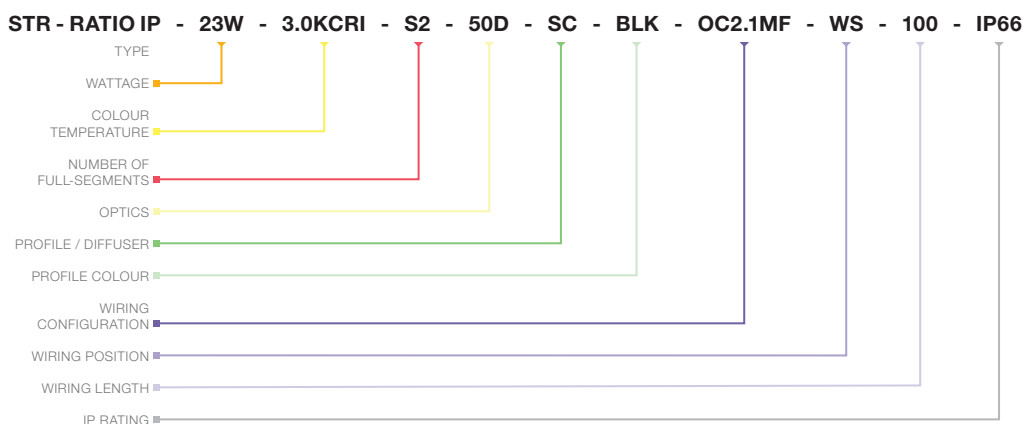 STR - RATIO IP - 23W - 3.0KCRI - S2 - 50D - SC - BLK - OC2.1MF - WS - 100 - IP66
TYPE
WATTAGE
COLOUR
TEMPERATURE
NUMBER OF
FULL-SEGMENTS
OPTICS
PROFILE / DIFFUSER
PROFILE COLOUR
WIRING
CONFIGURATION
WIRING POSITION
WIRING LENGTH
IP RATING